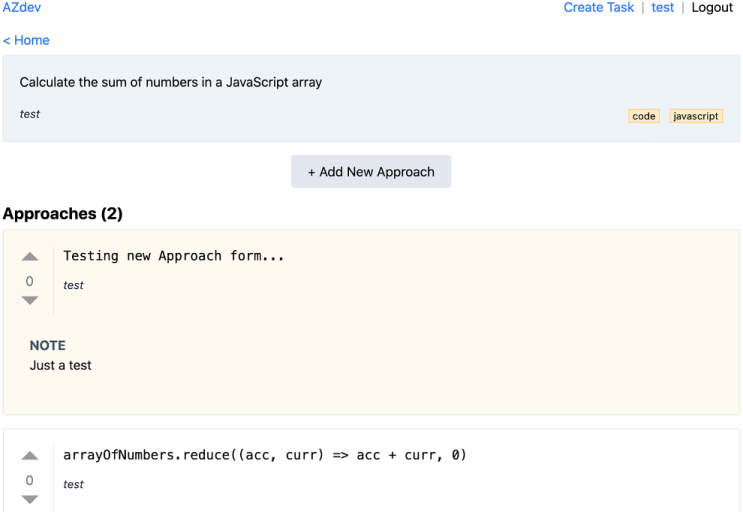 AZdev
Create Task | test | Logout
< Home
Calculate the sum of numbers in a JavaScript array
test
code javascript
+ Add New Approach
Approaches (2)
Testing new Approach form...
0
test
NOTE
Just a test
arrayOfNumbers.reduce((acc, curr) => acc + curr, 0)
0
test